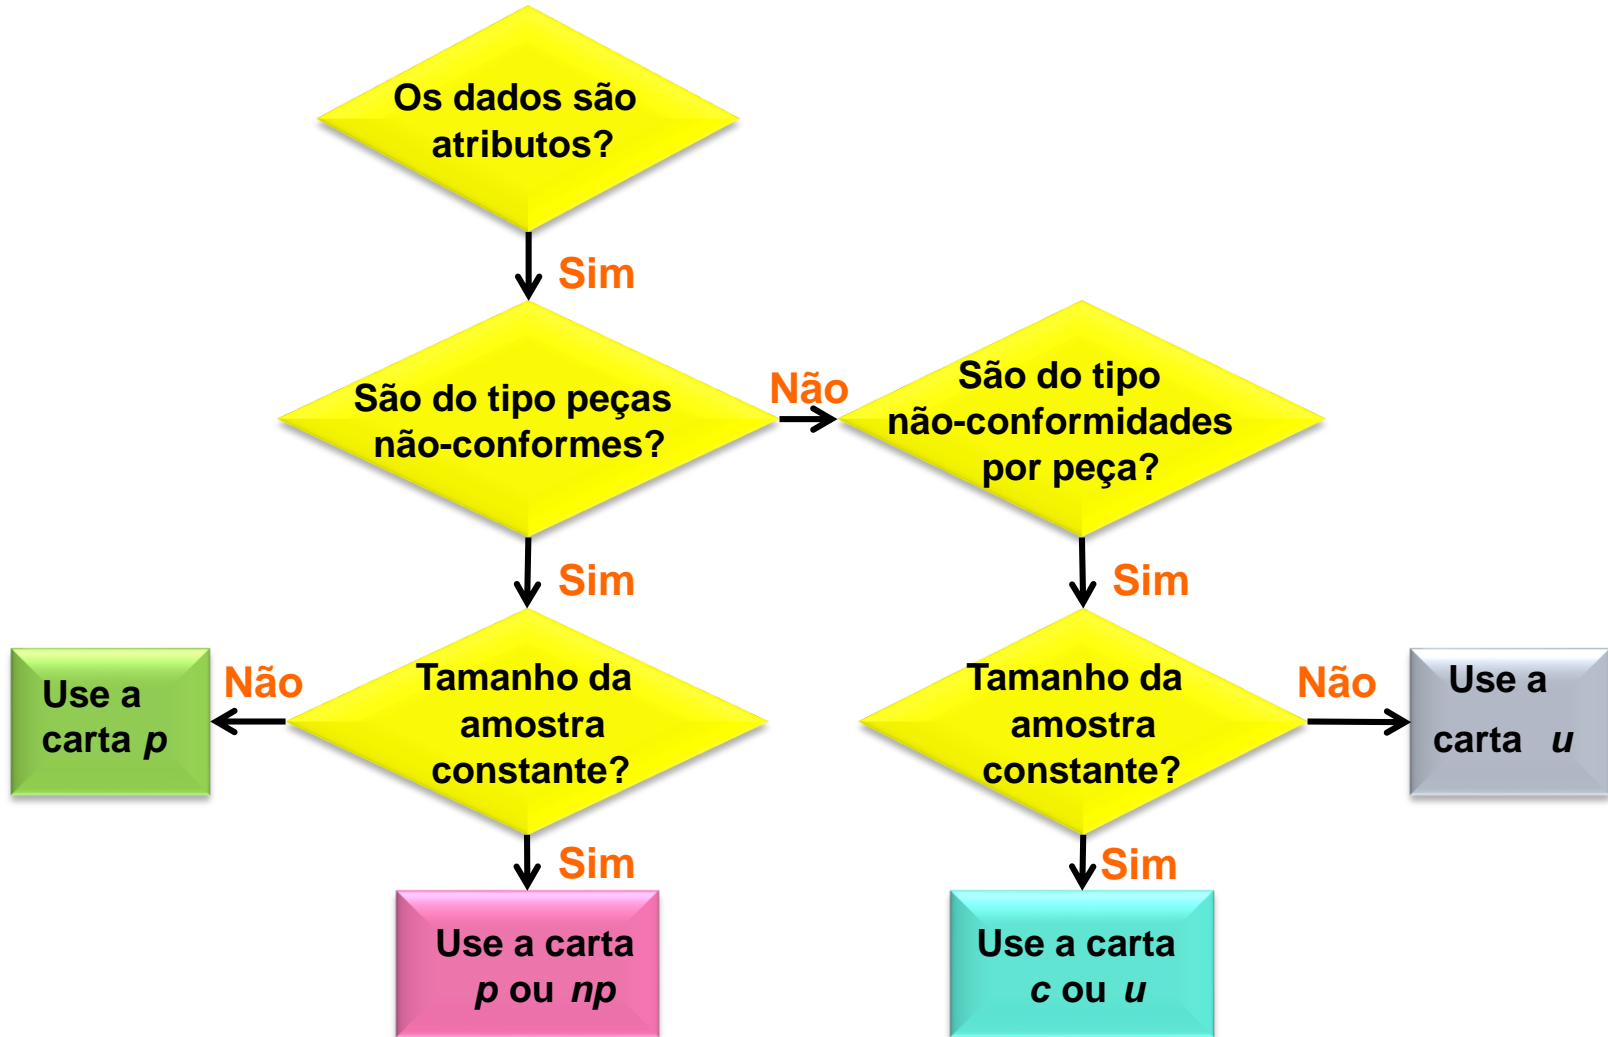 Os dados são
atributos?
Sim
São do tipo peças
não-conformes?
Não
São do tipo
não-conformidades
por peça?
Sim
Sim
Use a
carta p
Não
Tamanho da
amostra
constante?
Tamanho da
amostra
constante?
Não
Use a
carta u
Sim
Sim
Use a carta
p ou np
Use a carta
c ou u